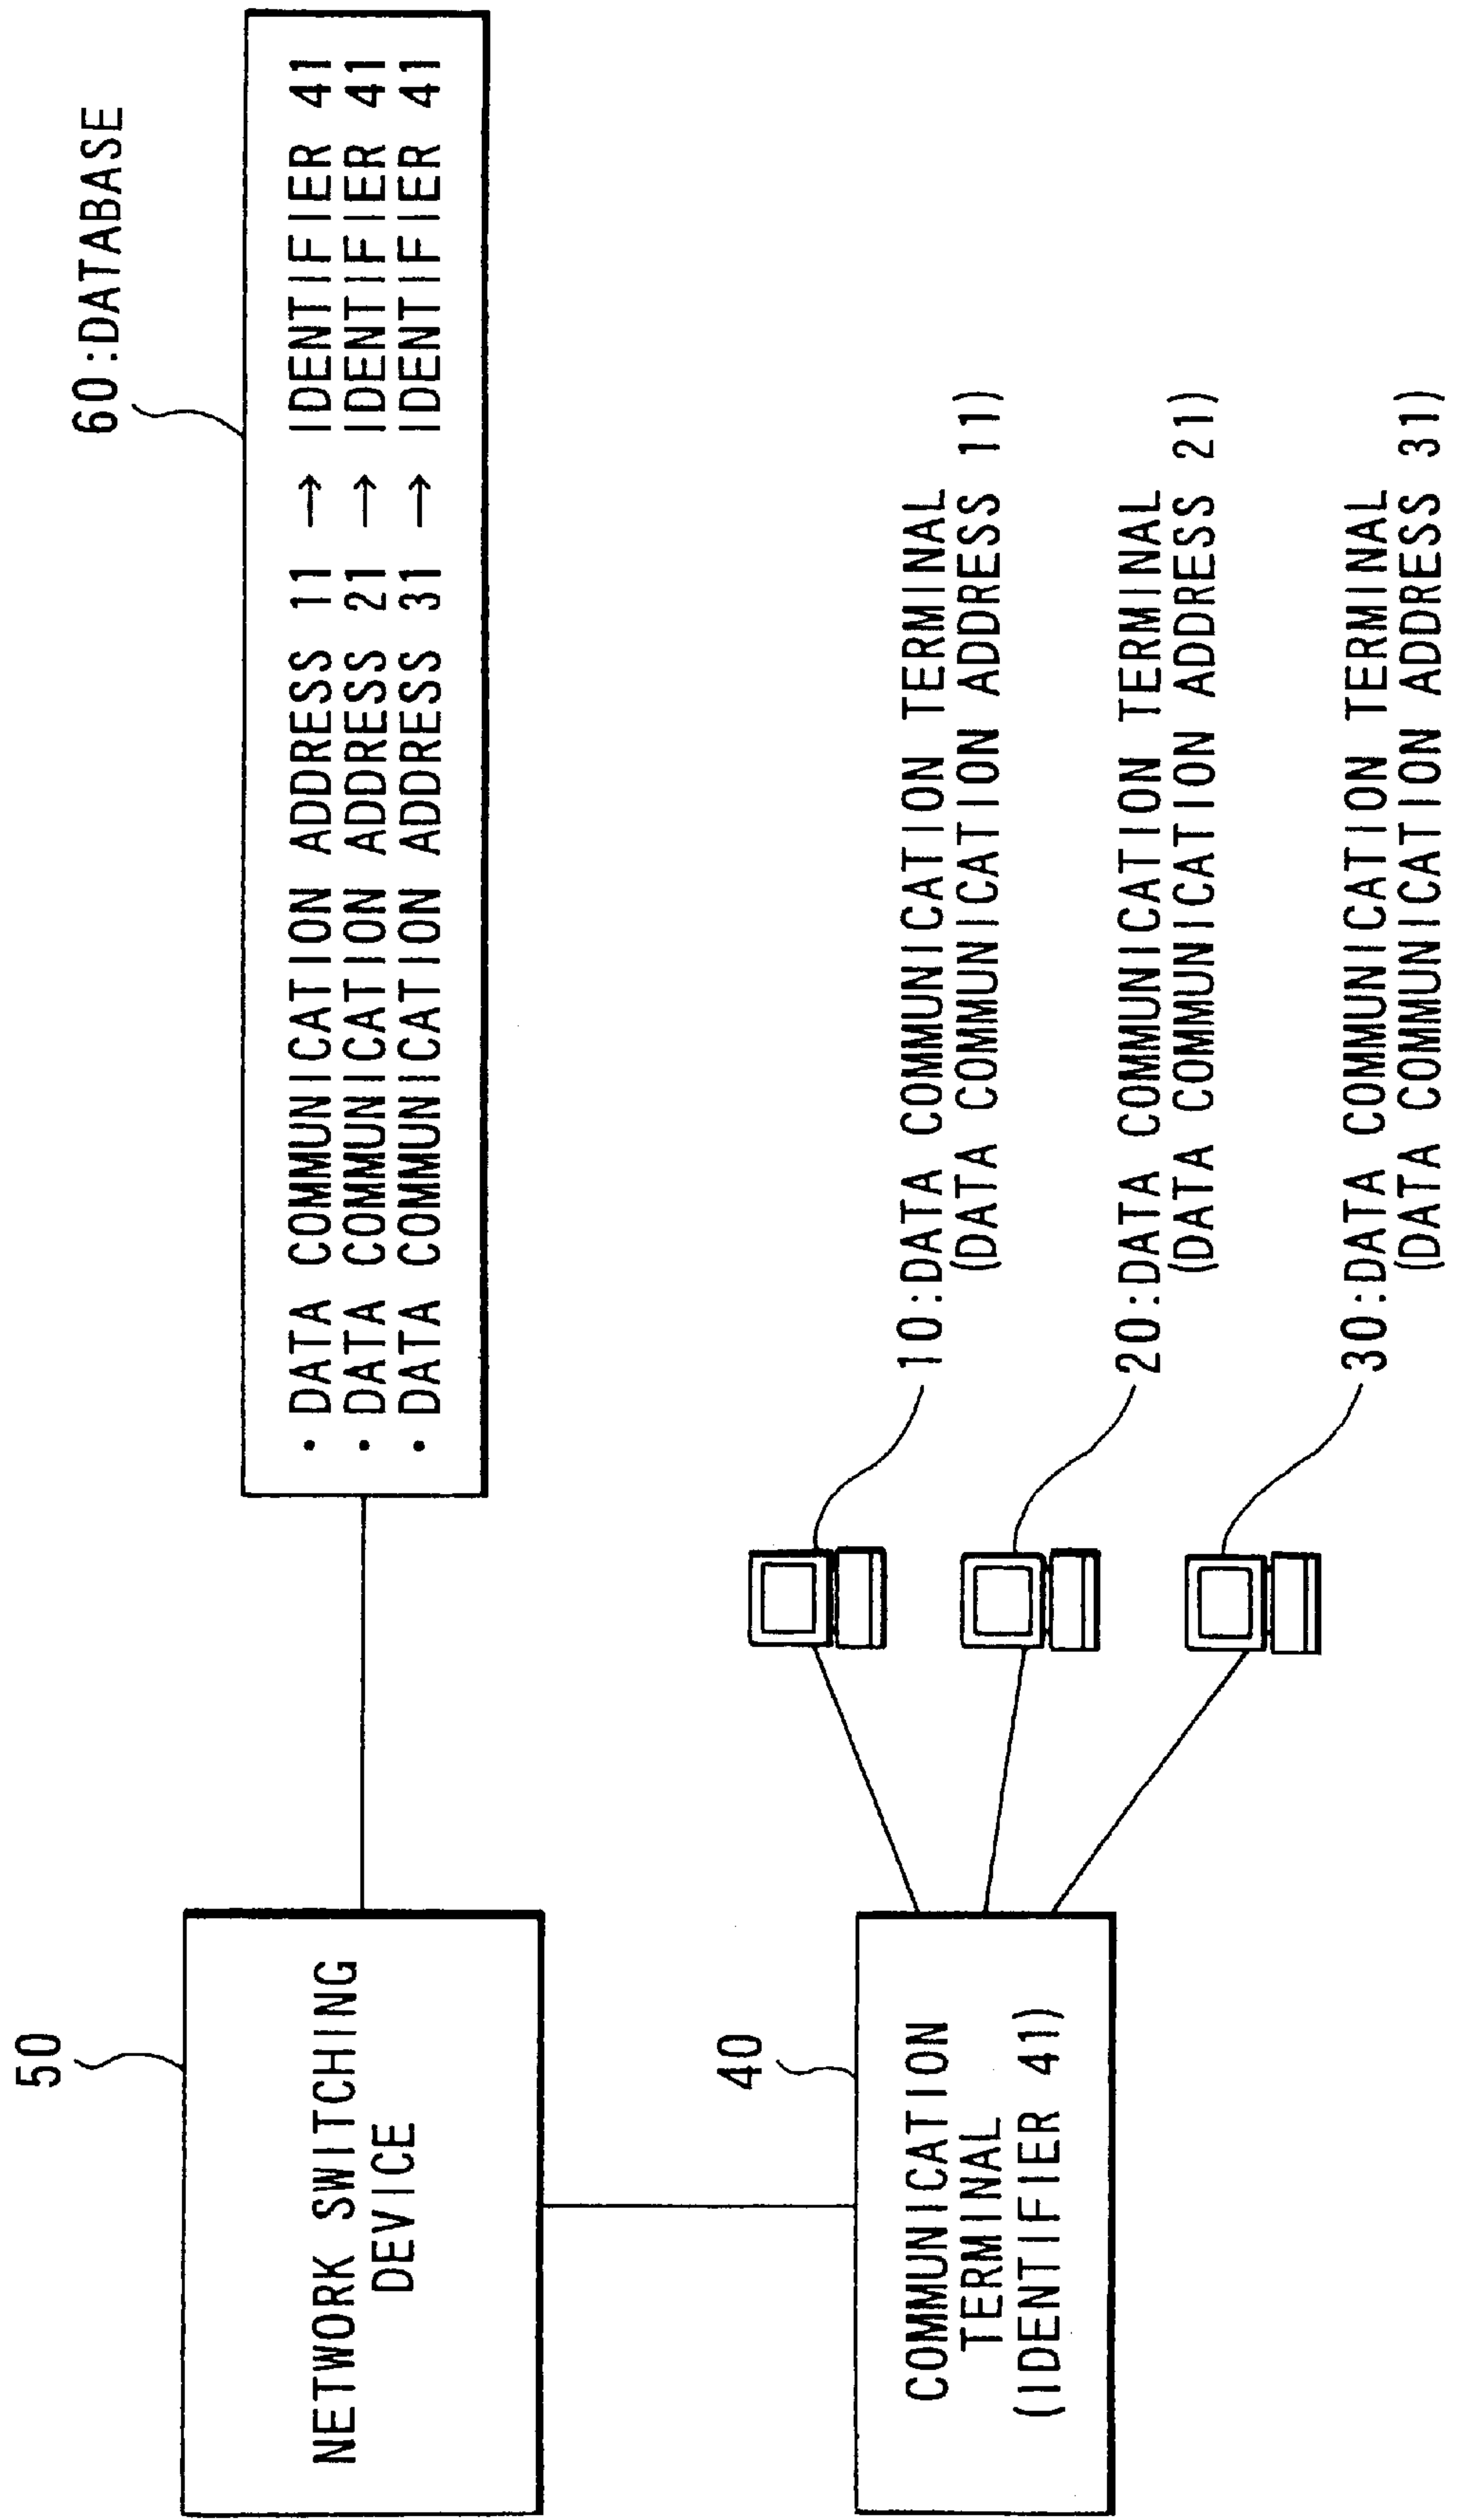 50
NETWORK SWITCHING
DEVICE
60:DATABASE
• DATA COMMUNICATION ADDRESS 11 → IDENTIFIER 41
• DATA COMMUNICATION ADDRESS 21 → IDENTIFIER 41
• DATA COMMUNICATION ADDRESS 31 → IDENTIFIER 41
40
COMMUNICATION
TERMINAL
(IDENTIFIER 41)
10:DATA COMMUNICATION TERMINAL
(DATA COMMUNICATION ADDRESS 11)
20:DATA COMMUNICATION TERMINAL
(DATA COMMUNICATION ADDRESS 21)
30:DATA COMMUNICATION TERMINAL
(DATA COMMUNICATION ADDRESS 31)